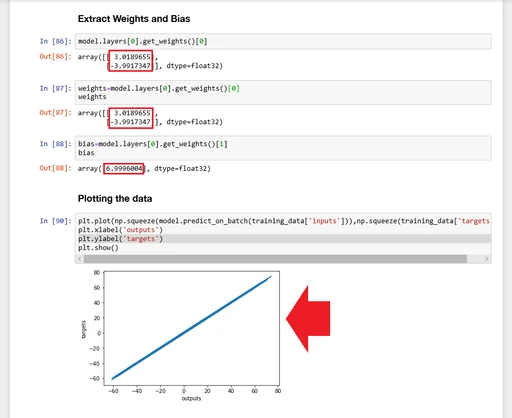 Extract Weights and Bias
In [86]: model.layers[0].get_weights()[0]
Out[86]: array([[ 3.0189655],
[-3.9917347]], dtype=float32)
In [87]: weights=model.layers[0].get_weights()[0]
weights
Out[87]: array([[ 3.0189655],
[-3.9917347]], dtype=float32)
In [88]: bias=model.layers[0].get_weights()[1]
bias
Out[88]: array([6.9996004], dtype=float32)
Plotting the data
In [90]: plt.plot(np.squeeze(model.predict_on_batch(training_data['inputs'])),np.squeeze(training_data['targets
plt.xlabel('outputs')
plt.ylabel('targets')
plt.show()
80
60
40
20
0
−20
−40
−60
targets
−60 −40 −20 0 20 40 60 80
outputs